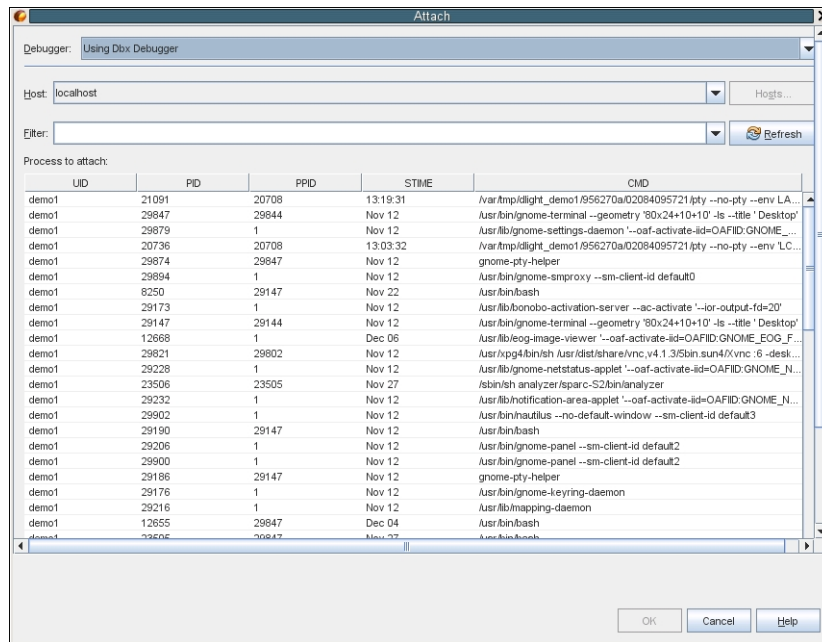 Attach
Debugger: Using Dbx Debugger
Host: localhost Hosts...
Filter: Refresh
Process to attach:
UID PID PPID STIME CMD
demo1 21091 20708 13:19:31 /var/tmp/dlight_demo1/956270a/02084095721/pty --no-pty --env LA...
demo1 29847 29844 Nov 12 /usr/bin/gnome-terminal --geometry '80x24+10+10' -ls --title ' Desktop'
demo1 29879 1 Nov 12 /usr/lib/gnome-settings-daemon '--oaf-activate-iid=OAFIID:GNOME_...
demo1 20736 20708 13:03:32 /var/tmp/dlight_demo1/956270a/02084095721/pty --no-pty --env 'LC...
demo1 29874 29847 Nov 12 gnome-pty-helper
demo1 29894 1 Nov 12 /usr/bin/gnome-smproxy --sm-client-id default0
demo1 8250 29147 Nov 22 /usr/bin/bash
demo1 29173 1 Nov 12 /usr/lib/bonobo-activation-server --ac-activate '--ior-output-fd=20'
demo1 29147 29144 Nov 12 /usr/bin/gnome-terminal --geometry '80x24+10+10' -ls --title ' Desktop'
demo1 12668 1 Dec 06 /usr/lib/eog-image-viewer '--oaf-activate-iid=OAFIID:GNOME_EOG_F...
demo1 29821 29802 Nov 12 /usr/xpg4/bin/sh /usr/dist/share/vnc,v4.1.3/5bin.sun4/Xvnc :6 -desk...
demo1 29228 1 Nov 12 /usr/lib/gnome-netstatus-applet '--oaf-activate-iid=OAFIID:GNOME_N...
demo1 23506 23505 Nov 27 /sbin/sh analyzer/sparc-S2/bin/analyzer
demo1 29232 1 Nov 12 /usr/lib/notification-area-applet '--oaf-activate-iid=OAFIID:GNOME_N...
demo1 29902 1 Nov 12 /usr/bin/nautilus --no-default-window --sm-client-id default3
demo1 29190 29147 Nov 12 /usr/bin/bash
demo1 29206 1 Nov 12 /usr/bin/gnome-panel --sm-client-id default2
demo1 29900 1 Nov 12 /usr/bin/gnome-panel --sm-client-id default2
demo1 29186 29147 Nov 12 gnome-pty-helper
demo1 29176 1 Nov 12 /usr/bin/gnome-keyring-daemon
demo1 29216 1 Nov 12 /usr/lib/mapping-daemon
demo1 12655 29847 Dec 04 /usr/bin/bash
demo1 23505 29847 Nov 27 /usr/bin/bash
OK Cancel Help